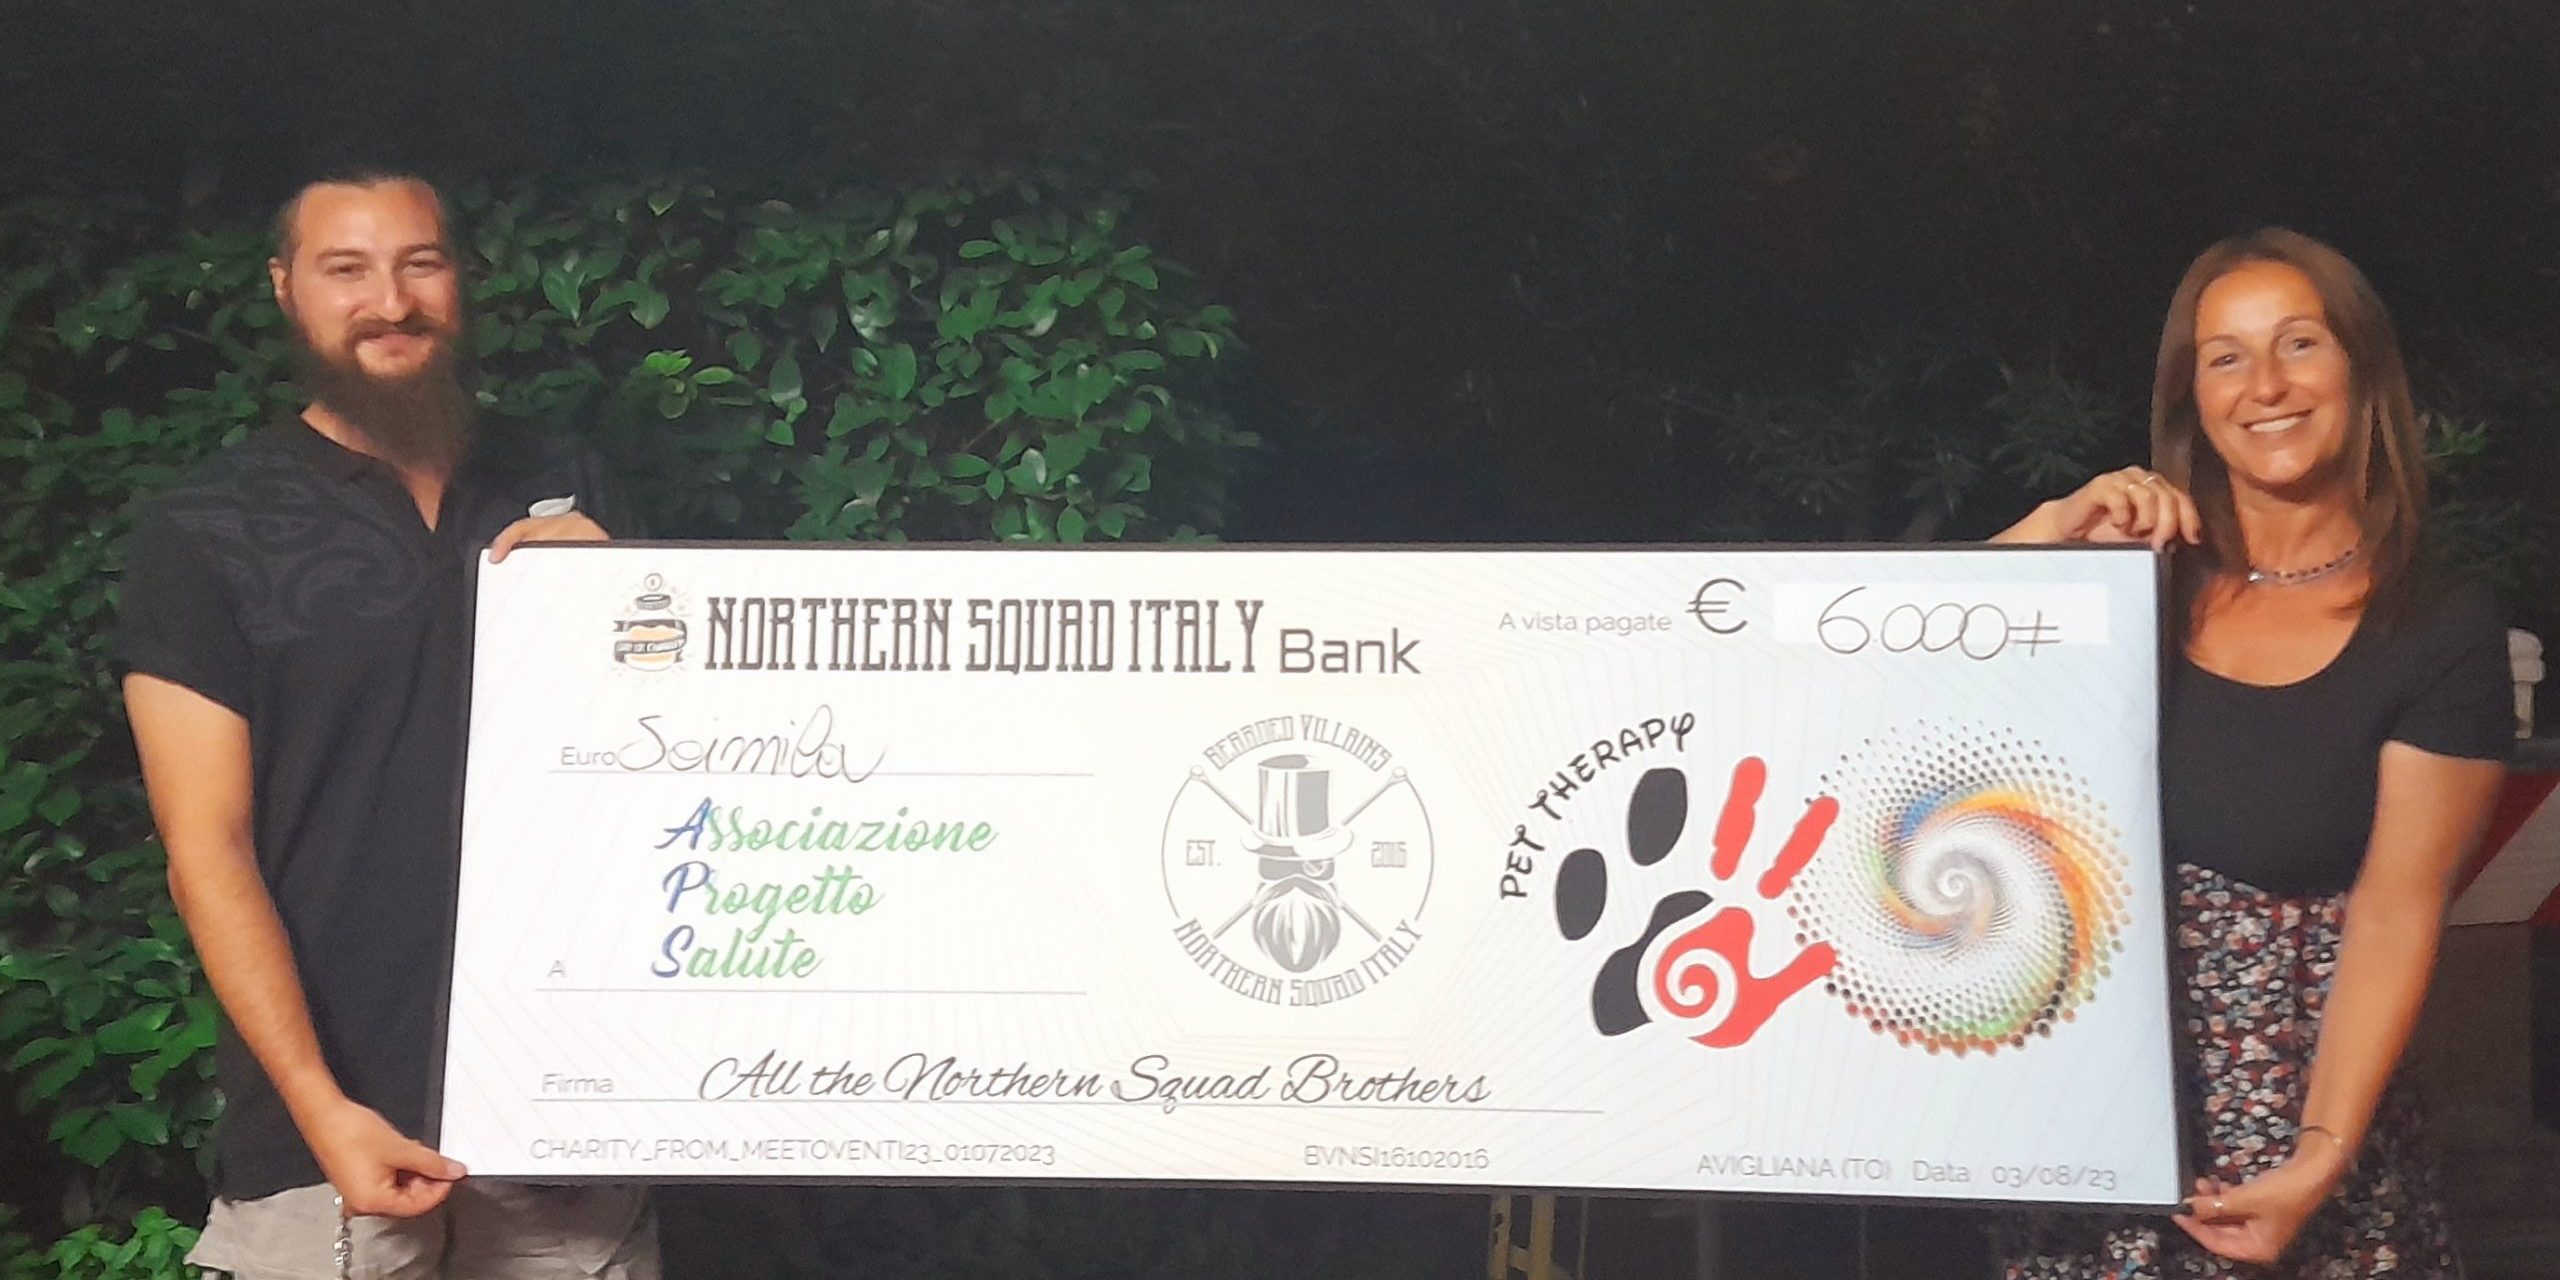 NORTHERN SQUAD ITALY Bank
A vista pagate € 6.000#
Euro Seimila
BEARDED VILLAINS
EST. 2016
NORTHERN SQUAD ITALY
PET THERAPY
Associazione
Progetto
A Salute
Firma All the Northern Squad Brothers
CHARITY_FROM_MEETOVENTI23_01072023
BVNSI16102016
AVIGLIANA (TO) Data 03/08/23